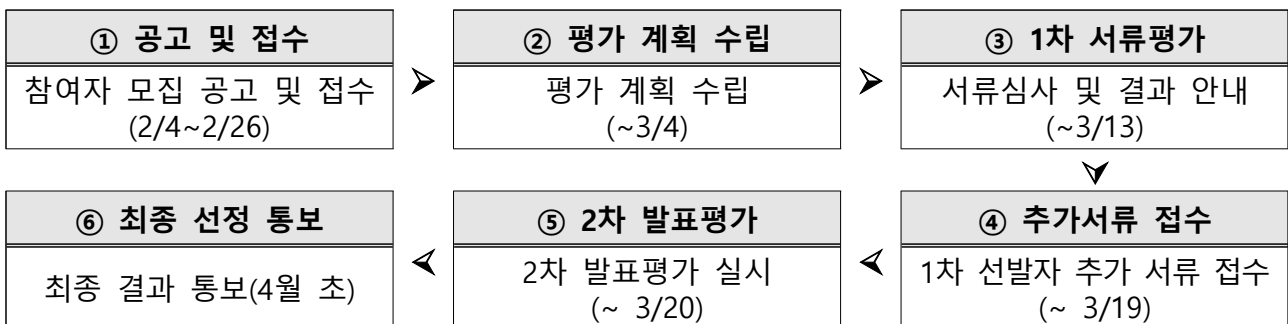 ① 공고 및 접수
참여자 모집 공고 및 접수
(2/4~2/26)
② 평가 계획 수립
평가 계획 수립
(~3/4)
③ 1차 서류평가
서류심사 및 결과 안내
(~3/13)
④ 추가서류 접수
1차 선발자 추가 서류 접수
(~ 3/19)
⑤ 2차 발표평가
2차 발표평가 실시
(~ 3/20)
⑥ 최종 선정 통보
최종 결과 통보(4월 초)